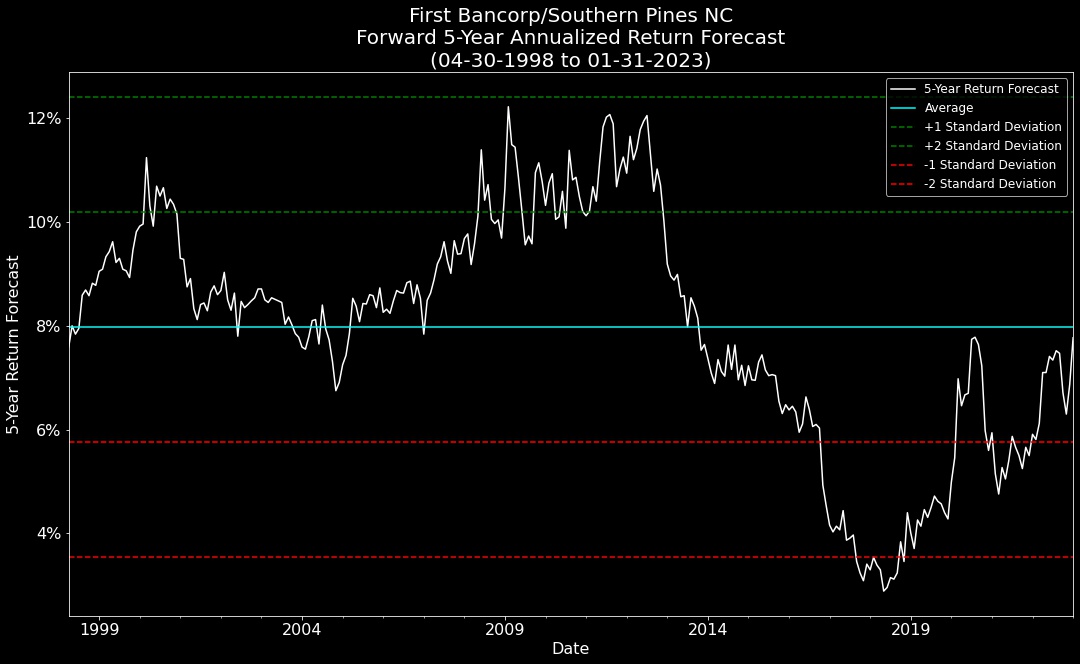 First Bancorp/Southern Pines NC
Forward 5-Year Annualized Return Forecast
(04-30-1998 to 01-31-2023)
5-Year Return Forecast
Average
+1 Standard Deviation
+2 Standard Deviation
-1 Standard Deviation
-2 Standard Deviation
5-Year Return Forecast
12%
10%
8%
6%
4%
1999
2004
2009
2014
2019
Date